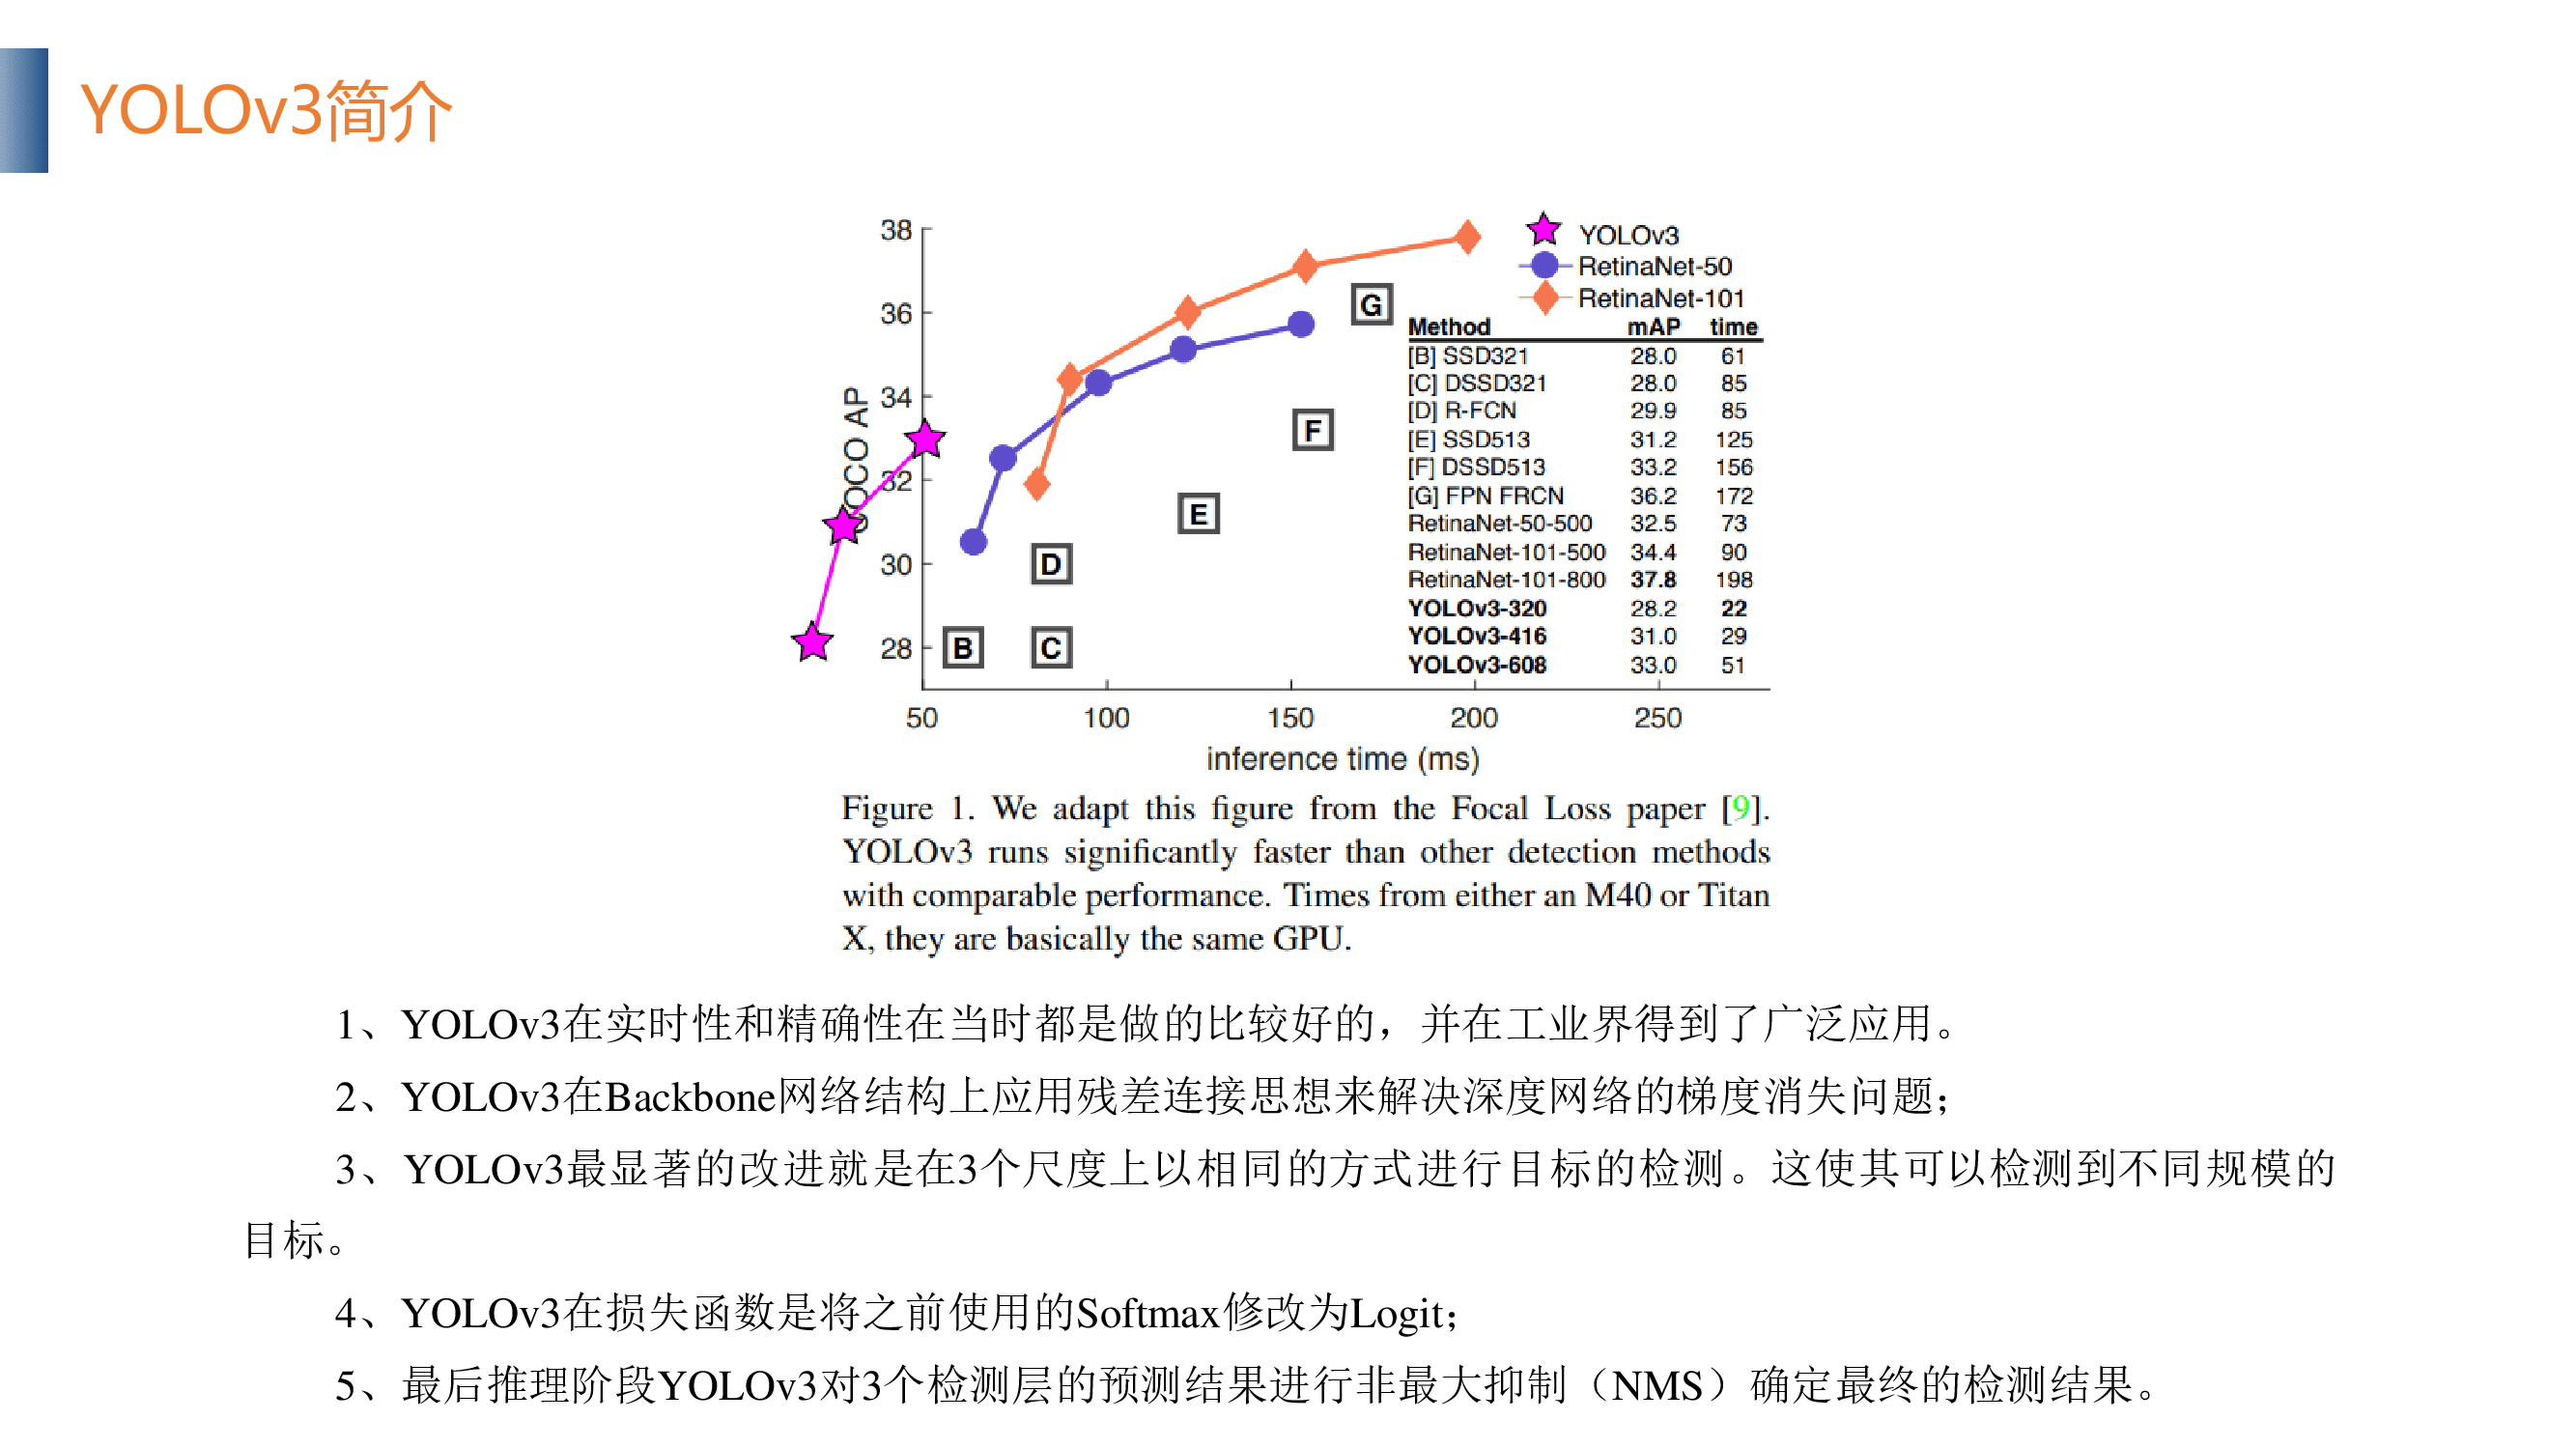 YOLOv3简介
38
36
34
32
30
28
COCO AP
50 100 150 200 250
inference time (ms)
B
C
D
E
F
G
YOLOv3
RetinaNet-50
RetinaNet-101
Method mAP time
[B] SSD321 28.0 61
[C] DSSD321 28.0 85
[D] R-FCN 29.9 85
[E] SSD513 31.2 125
[F] DSSD513 33.2 156
[G] FPN FRCN 36.2 172
RetinaNet-50-500 32.5 73
RetinaNet-101-500 34.4 90
RetinaNet-101-800 37.8 198
YOLOv3-320 28.2 22
YOLOv3-416 31.0 29
YOLOv3-608 33.0 51
Figure 1. We adapt this figure from the Focal Loss paper [9].
YOLOv3 runs significantly faster than other detection methods
with comparable performance. Times from either an M40 or Titan
X, they are basically the same GPU.
1、YOLOv3在实时性和精确性在当时都是做的比较好的，并在工业界得到了广泛应用。
2、YOLOv3在Backbone网络结构上应用残差连接思想来解决深度网络的梯度消失问题；
3、YOLOv3最显著的改进就是在3个尺度上以相同的方式进行目标的检测。这使其可以检测到不同规模的
目标。
4、YOLOv3在损失函数是将之前使用的Softmax修改为Logit；
5、最后推理阶段YOLOv3对3个检测层的预测结果进行非最大抑制（NMS）确定最终的检测结果。